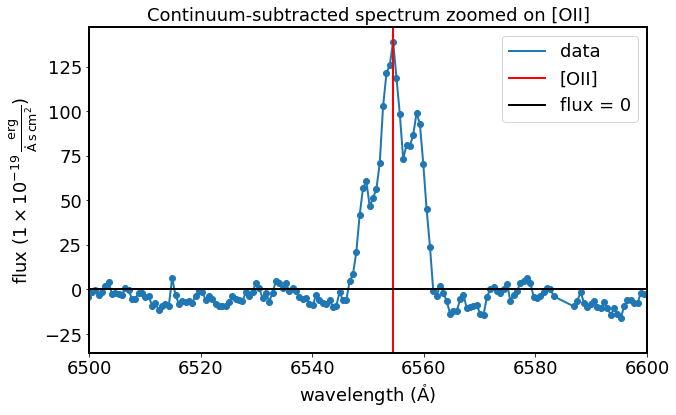 Continuum-subtracted spectrum zoomed on [OII]
data
[OII]
flux = 0
125
100
75
50
25
0
−25
flux (1 × 10⁻¹⁹ erg / Å s cm²)
6500 6520 6540 6560 6580 6600
wavelength (Å)